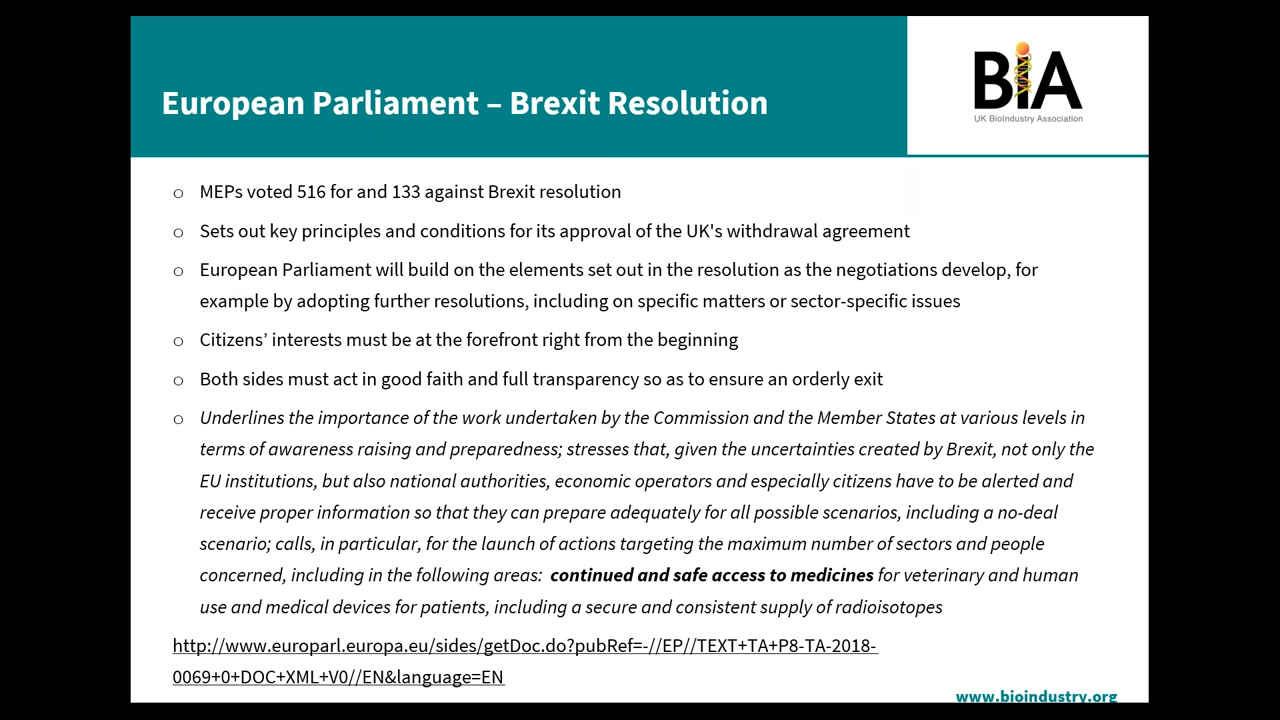 European Parliament – Brexit Resolution
BiA
UK BioIndustry Association
o MEPs voted 516 for and 133 against Brexit resolution
o Sets out key principles and conditions for its approval of the UK's withdrawal agreement
o European Parliament will build on the elements set out in the resolution as the negotiations develop, for
example by adopting further resolutions, including on specific matters or sector-specific issues
o Citizens’ interests must be at the forefront right from the beginning
o Both sides must act in good faith and full transparency so as to ensure an orderly exit
o Underlines the importance of the work undertaken by the Commission and the Member States at various levels in
terms of awareness raising and preparedness; stresses that, given the uncertainties created by Brexit, not only the
EU institutions, but also national authorities, economic operators and especially citizens have to be alerted and
receive proper information so that they can prepare adequately for all possible scenarios, including a no-deal
scenario; calls, in particular, for the launch of actions targeting the maximum number of sectors and people
concerned, including in the following areas: continued and safe access to medicines for veterinary and human
use and medical devices for patients, including a secure and consistent supply of radioisotopes
http://www.europarl.europa.eu/sides/getDoc.do?pubRef=-//EP//TEXT+TA+P8-TA-2018-
0069+0+DOC+XML+V0//EN&language=EN
www.bioindustry.org